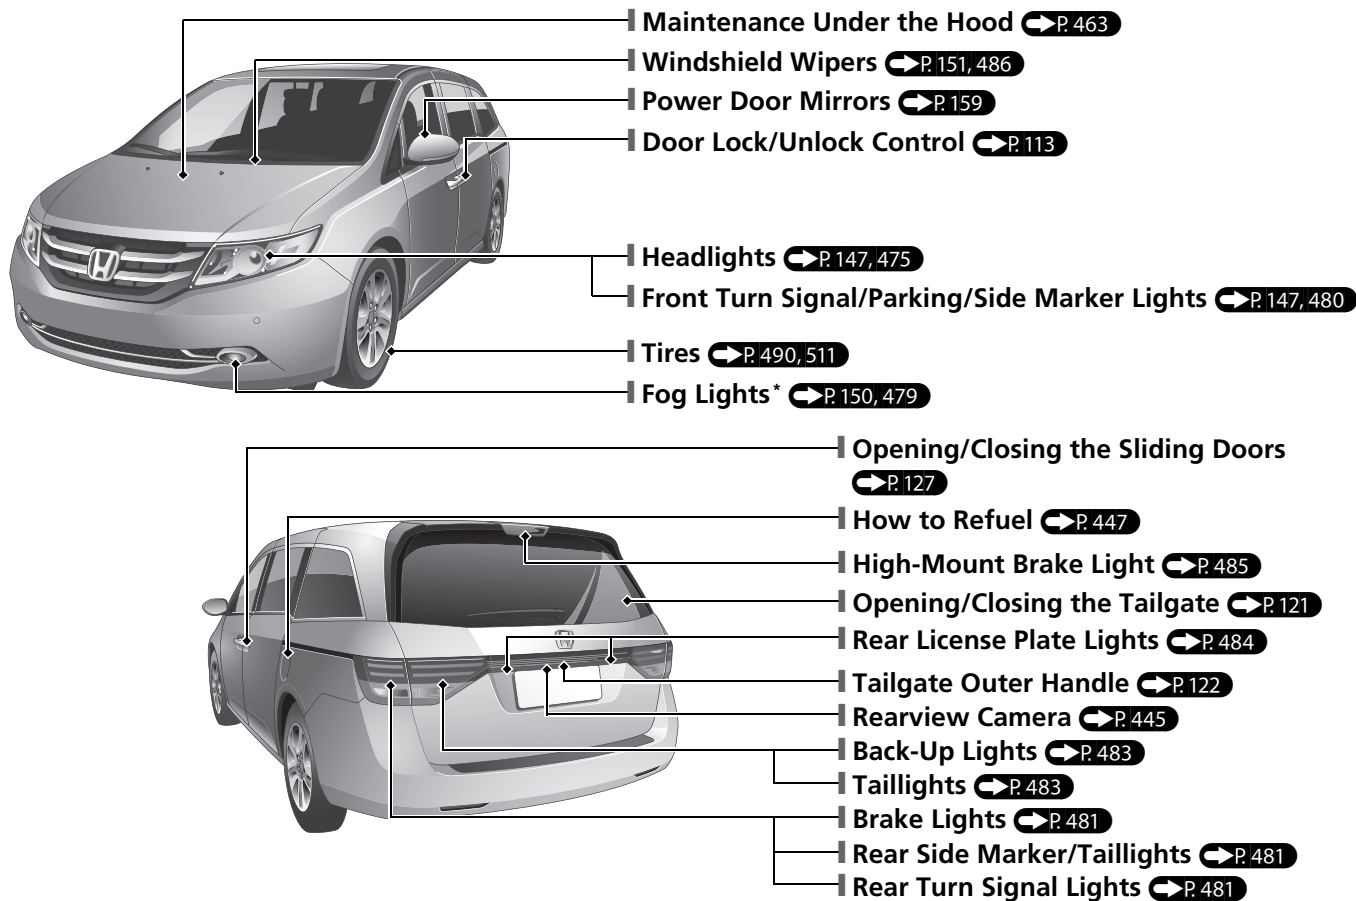 Maintenance Under the Hood P. 463
Windshield Wipers P. 151, 486
Power Door Mirrors P. 159
Door Lock/Unlock Control P. 113
Headlights P. 147, 475
Front Turn Signal/Parking/Side Marker Lights P. 147, 480
Tires P. 490, 511
Fog Lights* P. 150, 479
Opening/Closing the Sliding Doors
P. 127
How to Refuel P. 447
High-Mount Brake Light P. 485
Opening/Closing the Tailgate P. 121
Rear License Plate Lights P. 484
Tailgate Outer Handle P. 122
Rearview Camera P. 445
Back-Up Lights P. 483
Taillights P. 483
Brake Lights P. 481
Rear Side Marker/Taillights P. 481
Rear Turn Signal Lights P. 481